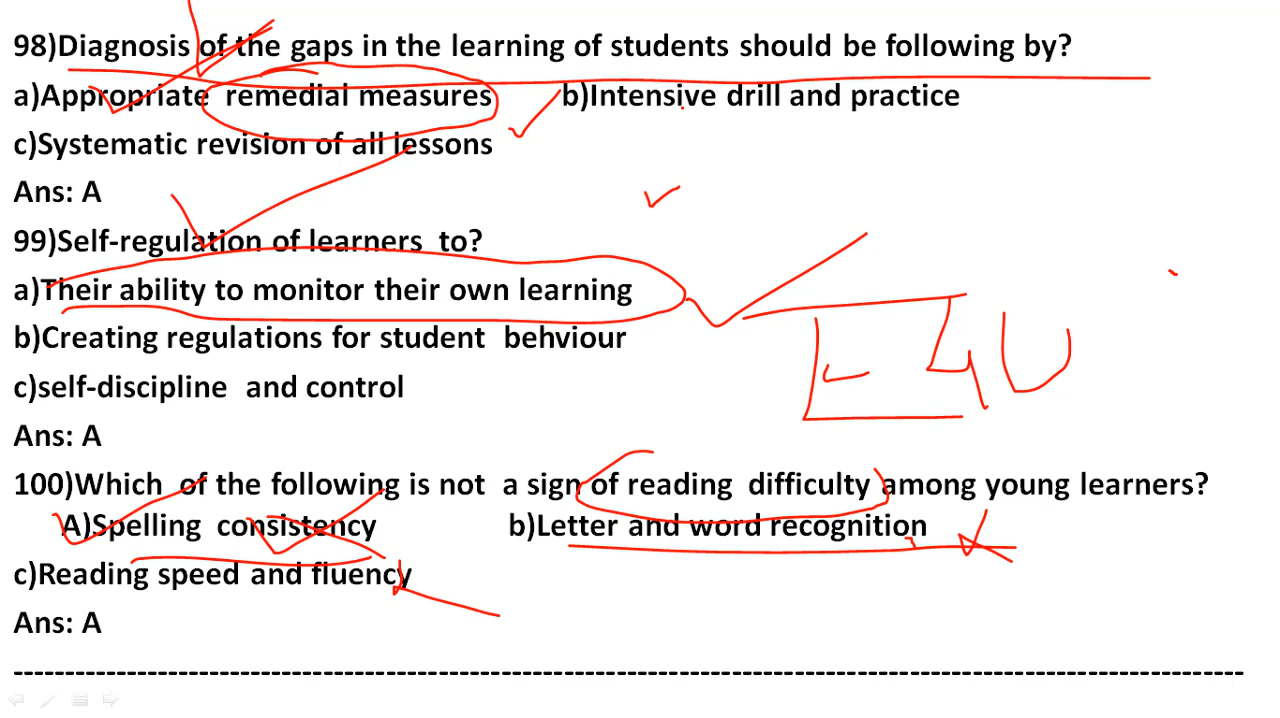 98)Diagnosis of the gaps in the learning of students should be following by?
a)Appropriate remedial measures b)Intensive drill and practice
c)Systematic revision of all lessons
Ans: A
99)Self-regulation of learners to?
a)Their ability to monitor their own learning
b)Creating regulations for student behviour
c)self-discipline and control
Ans: A
100)Which of the following is not a sign of reading difficulty among young learners?
A)Spelling consistency b)Letter and word recognition
c)Reading speed and fluency
Ans: A